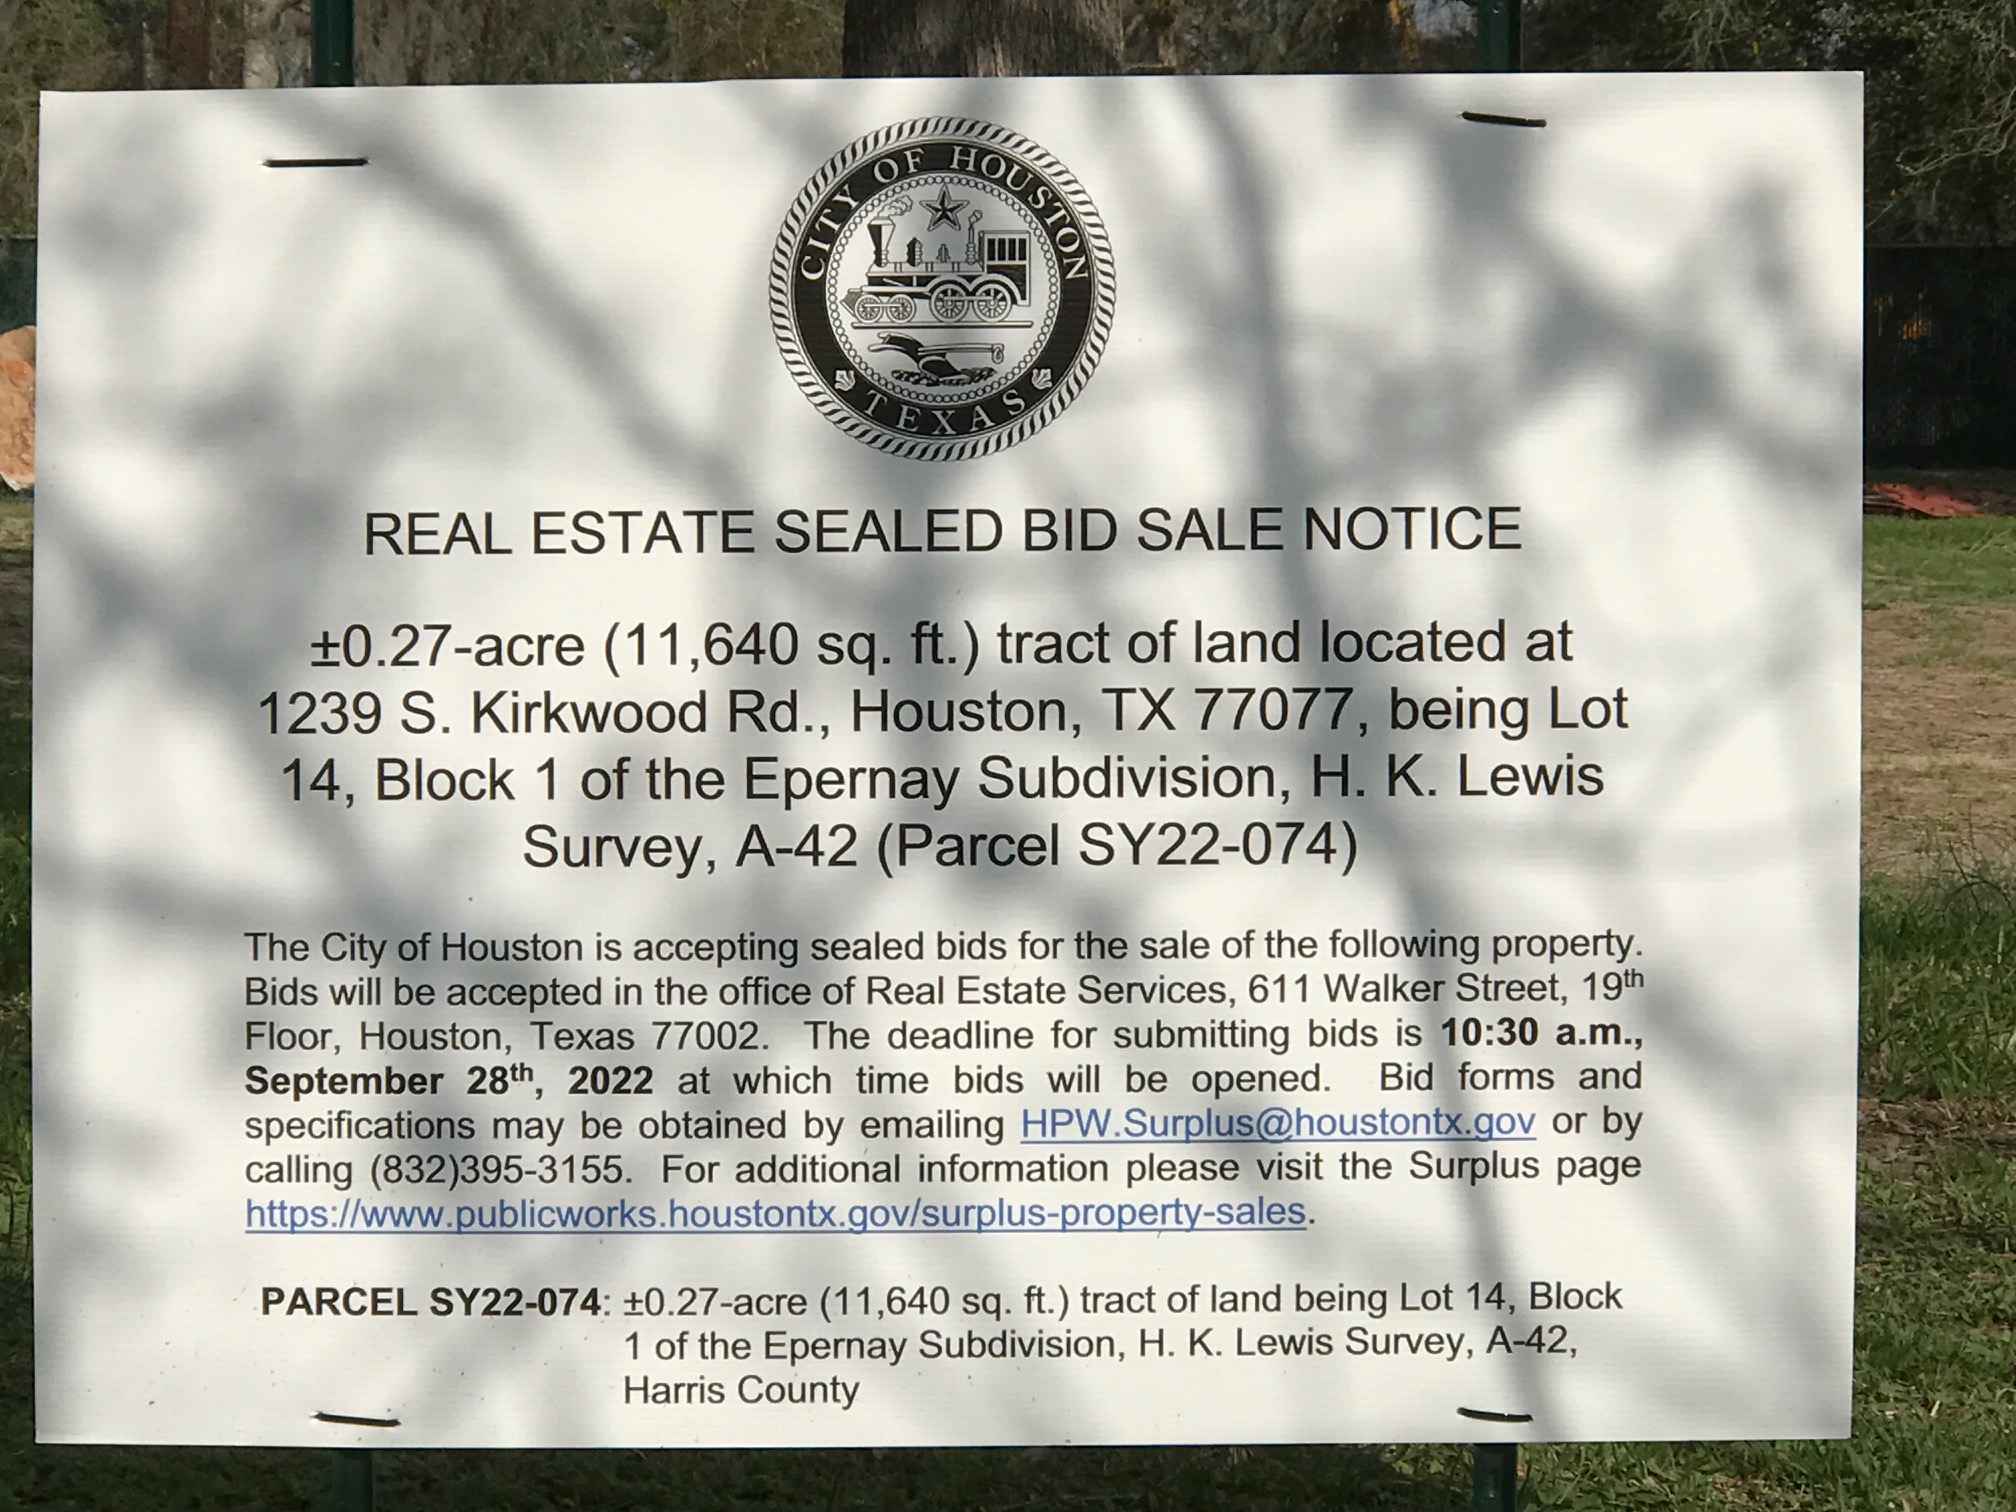 CITY OF HOUSTON
TEXAS
REAL ESTATE SEALED BID SALE NOTICE
±0.27-acre (11,640 sq. ft.) tract of land located at
1239 S. Kirkwood Rd., Houston, TX 77077, being Lot
14, Block 1 of the Epernay Subdivision, H. K. Lewis
Survey, A-42 (Parcel SY22-074)
The City of Houston is accepting sealed bids for the sale of the following property.
Bids will be accepted in the office of Real Estate Services, 611 Walker Street, 19th
Floor, Houston, Texas 77002. The deadline for submitting bids is 10:30 a.m.,
September 28th, 2022 at which time bids will be opened. Bid forms and
specifications may be obtained by emailing HPW.Surplus@houstontx.gov or by
calling (832)395-3155. For additional information please visit the Surplus page
https://www.publicworks.houstontx.gov/surplus-property-sales.
PARCEL SY22-074: ±0.27-acre (11,640 sq. ft.) tract of land being Lot 14, Block
1 of the Epernay Subdivision, H. K. Lewis Survey, A-42,
Harris County